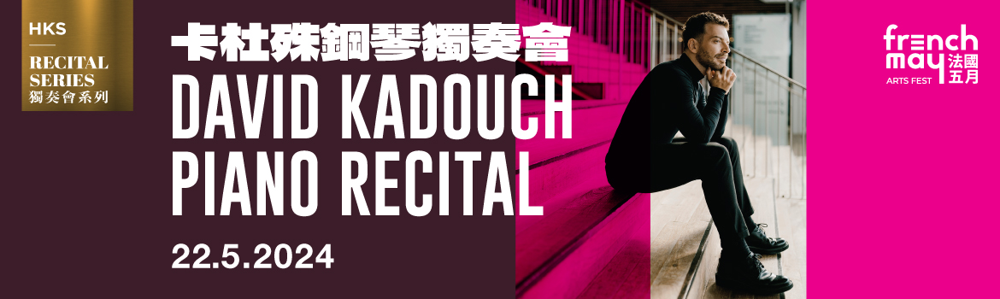 HKS
RECITAL
SERIES
獨奏會系列
卡杜殊鋼琴獨奏會
DAVID KADOUCH
PIANO RECITAL
22.5.2024
french
may
法國
五月
ARTS FEST